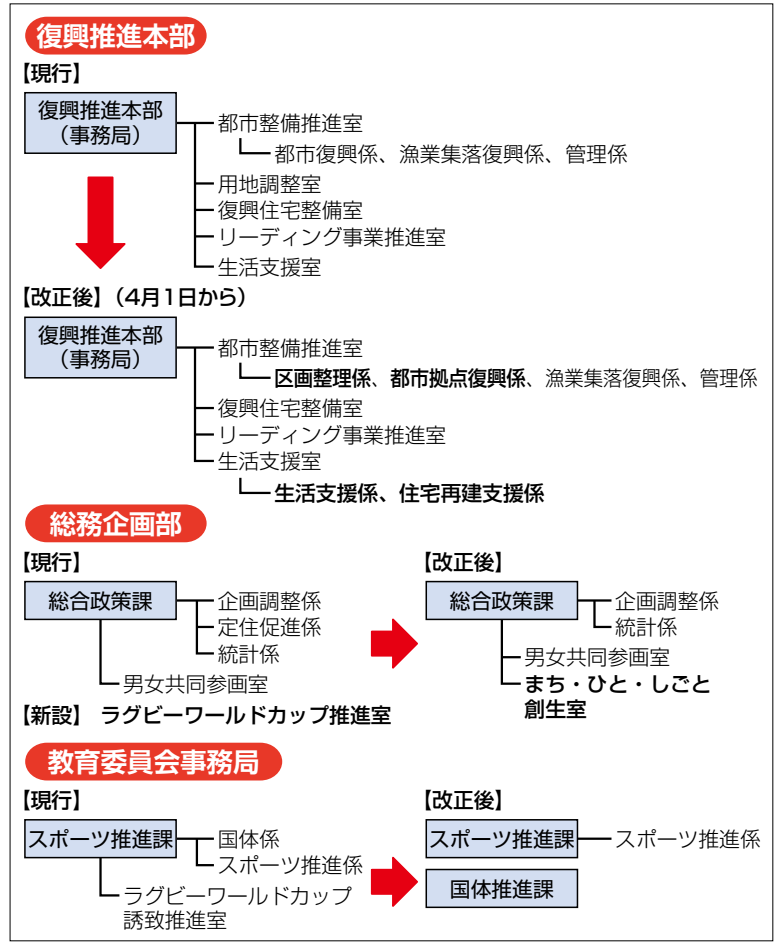 復興推進本部
【現行】
復興推進本部
（事務局）
都市整備推進室
都市復興係、漁業集落復興係、管理係
用地調整室
復興住宅整備室
リーディング事業推進室
生活支援室
【改正後】（4月1日から）
復興推進本部
（事務局）
都市整備推進室
区画整理係、都市拠点復興係、漁業集落復興係、管理係
復興住宅整備室
リーディング事業推進室
生活支援室
生活支援係、住宅再建支援係
総務企画部
【現行】
総合政策課
企画調整係
定住促進係
統計係
男女共同参画室
【改正後】
総合政策課
企画調整係
統計係
男女共同参画室
まち・ひと・しごと
創生室
【新設】 ラグビーワールドカップ推進室
教育委員会事務局
【現行】
スポーツ推進課
国体係
スポーツ推進係
ラグビーワールドカップ
誘致推進室
【改正後】
スポーツ推進課
スポーツ推進係
国体推進課